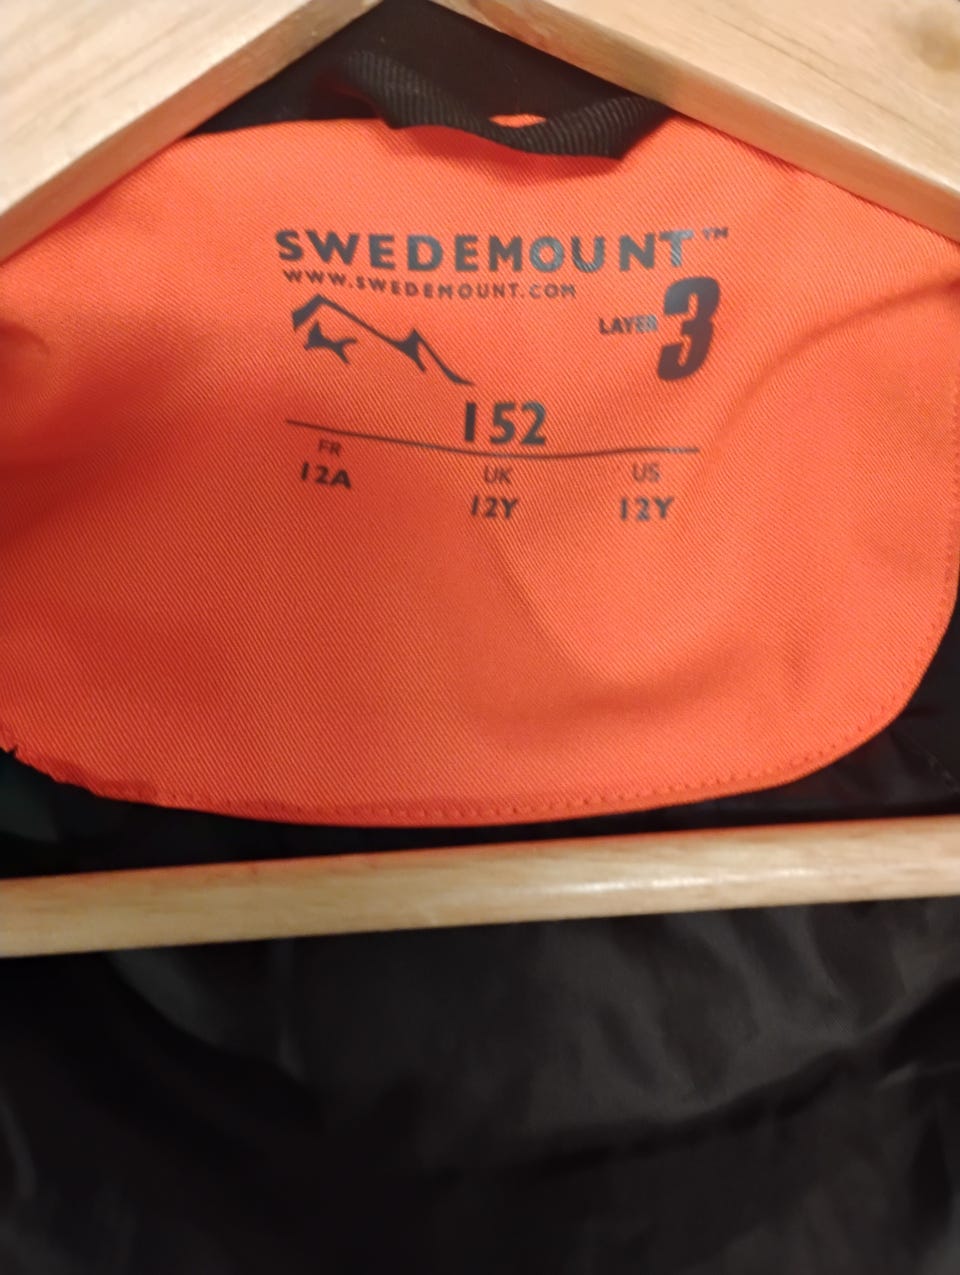 SWEDEMOUNT™
WWW.SWEDEMOUNT.COM
LAYER 3
152
FR UK US
12A 12Y 12Y